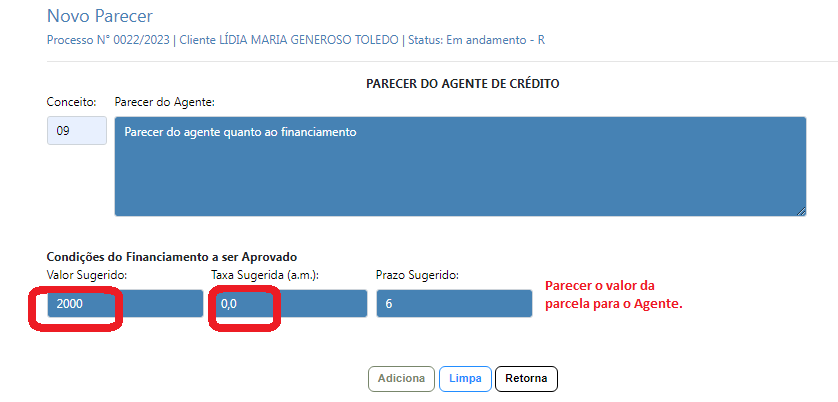 Novo Parecer
Processo N° 0022/2023 | Cliente LÍDIA MARIA GENEROSO TOLEDO | Status: Em andamento - R
PARECER DO AGENTE DE CRÉDITO
Conceito: Parecer do Agente:
09 Parecer do agente quanto ao financiamento
Condições do Financiamento a ser Aprovado
Valor Sugerido: Taxa Sugerida (a.m.): Prazo Sugerido:
2000 0,0 6
Parecer o valor da
parcela para o Agente.
Adiciona Limpa Retorna